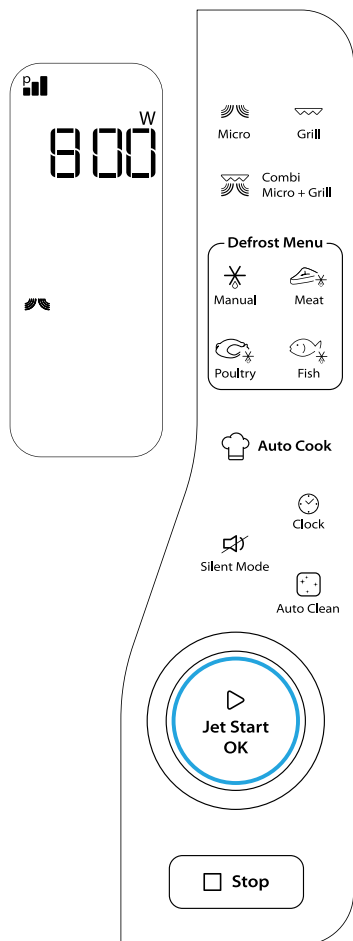 P
W
800
Micro
Grill
Combi
Micro + Grill
Defrost Menu
Manual
Meat
Poultry
Fish
Auto Cook
Clock
Silent Mode
Auto Clean
Jet Start
OK
Stop